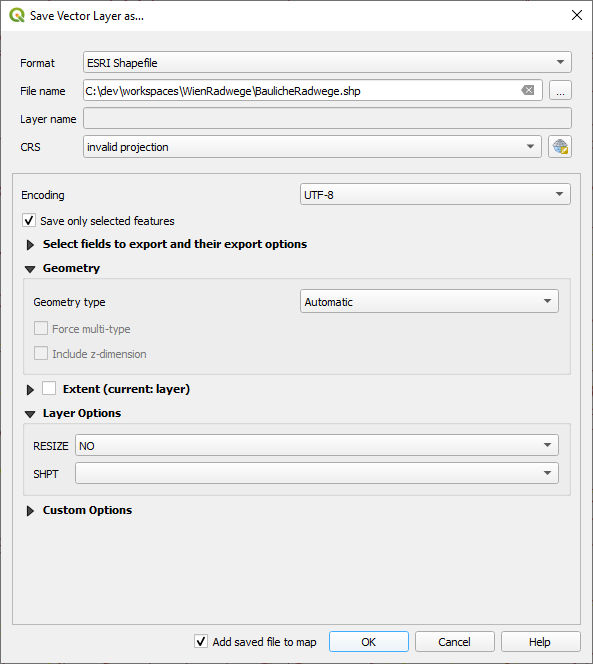 Save Vector Layer as...
Format ESRI Shapefile
File name C:\dev\workspaces\WienRadwege\BaulicheRadwege.shp ...
Layer name
CRS invalid projection
Encoding UTF-8
Save only selected features
Select fields to export and their export options
Geometry
Geometry type Automatic
Force multi-type
Include z-dimension
Extent (current: layer)
Layer Options
RESIZE NO
SHPT
Custom Options
Add saved file to map OK Cancel Help